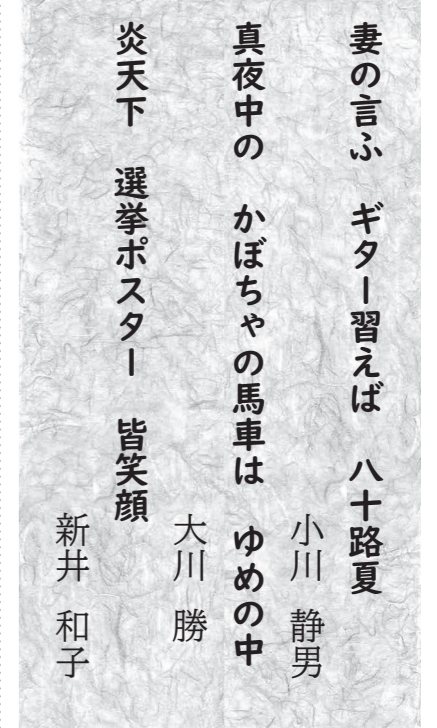 妻の言ふ　ギター習えば　八十路夏
小川　静男
真夜中の　かぼちゃの馬車は　ゆめの中
大川　勝
炎天下　選挙ポスター　皆笑顔
新井　和子